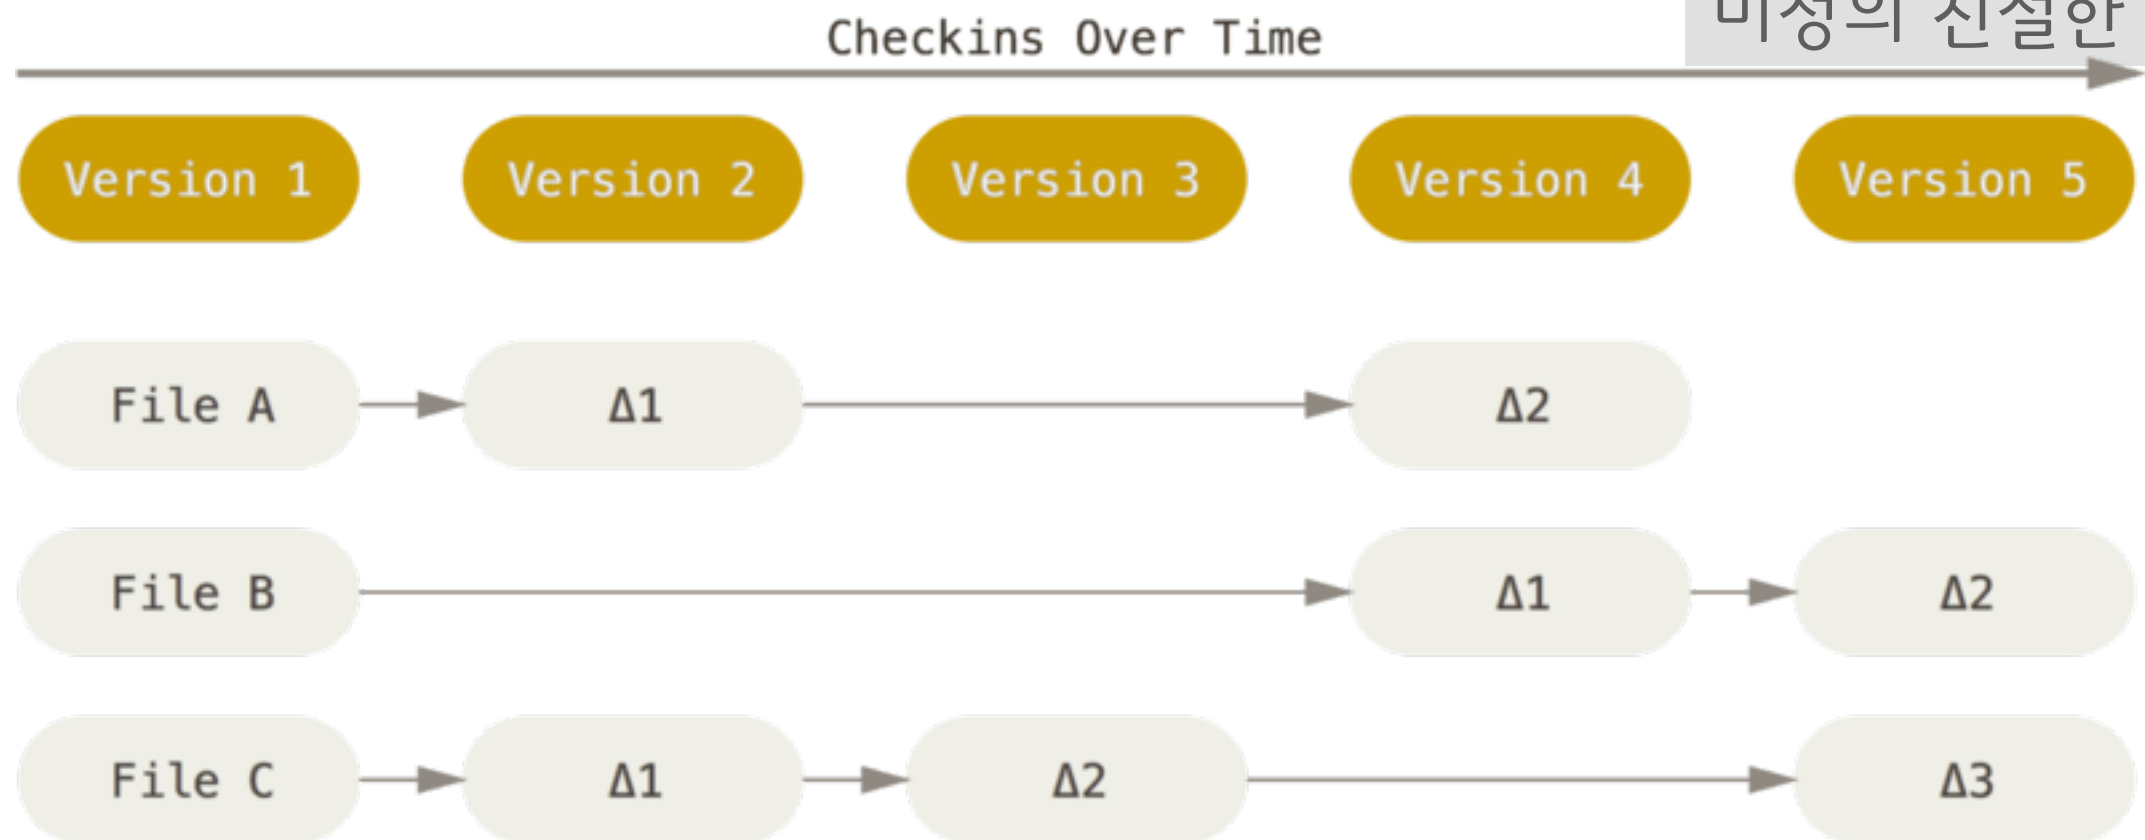 Checkins Over Time
Version 1 Version 2 Version 3 Version 4 Version 5
File A Δ1 Δ2
File B Δ1 Δ2
File C Δ1 Δ2 Δ3